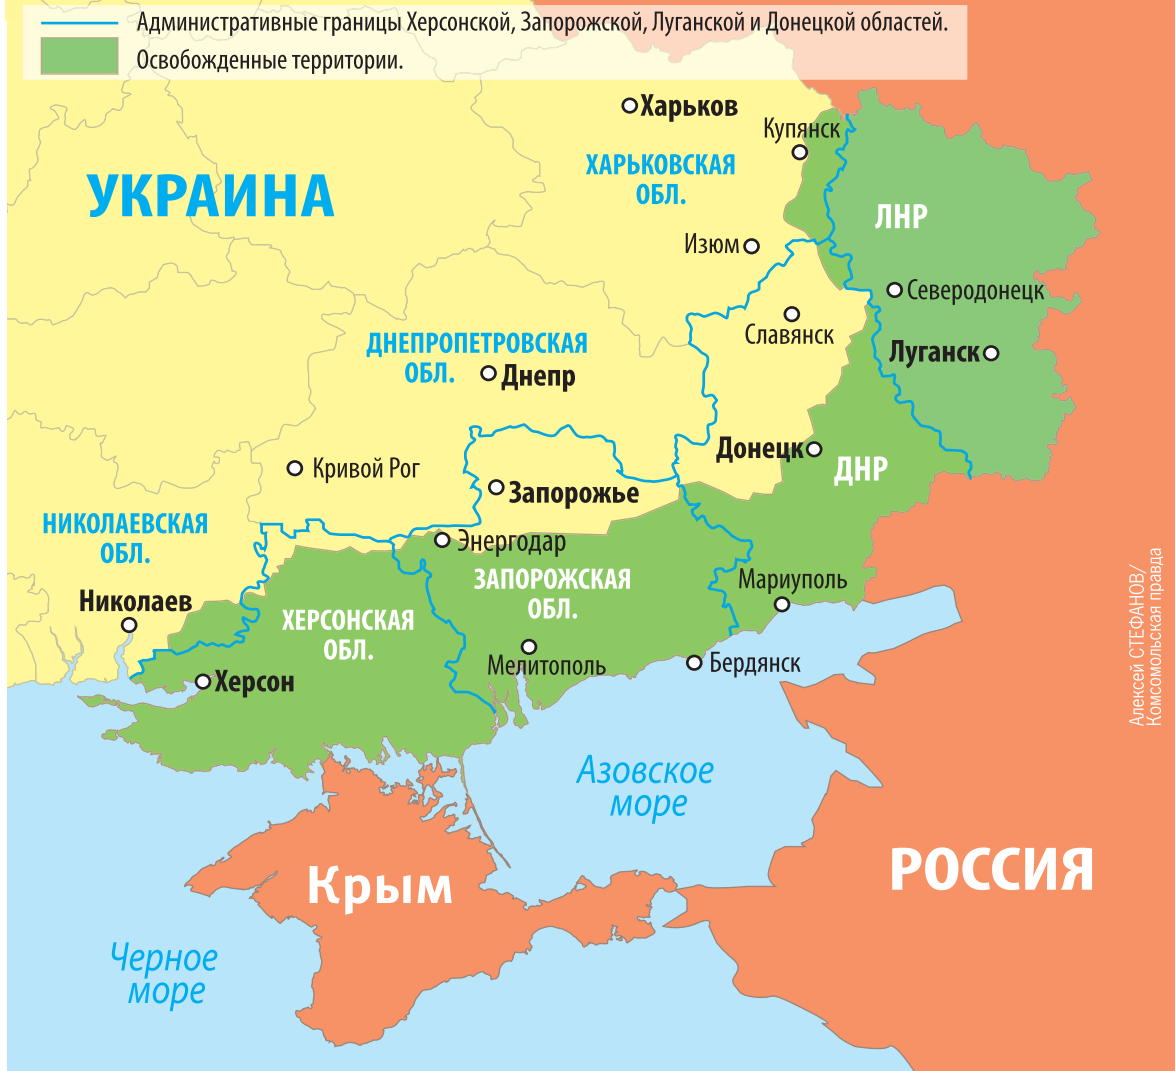 Административные границы Херсонской, Запорожской, Луганской и Донецкой областей.
Освобожденные территории.
Харьков
Купянск
ХАРЬКОВСКАЯ
ОБЛ.
УКРАИНА
ЛНР
Изюм
Северодонецк
Славянск
ДНЕПРОПЕТРОВСКАЯ
ОБЛ.
Днепр
Луганск
Донецк
ДНР
Кривой Рог
Запорожье
НИКОЛАЕВСКАЯ
ОБЛ.
Энергодар
ЗАПОРОЖСКАЯ
ОБЛ.
Мариуполь
Николаев
ХЕРСОНСКАЯ
ОБЛ.
Мелитополь
Бердянск
Херсон
Алексей СТЕФАНОВ/
Комсомольская правда
Азовское
море
РОССИЯ
Крым
Черное
море